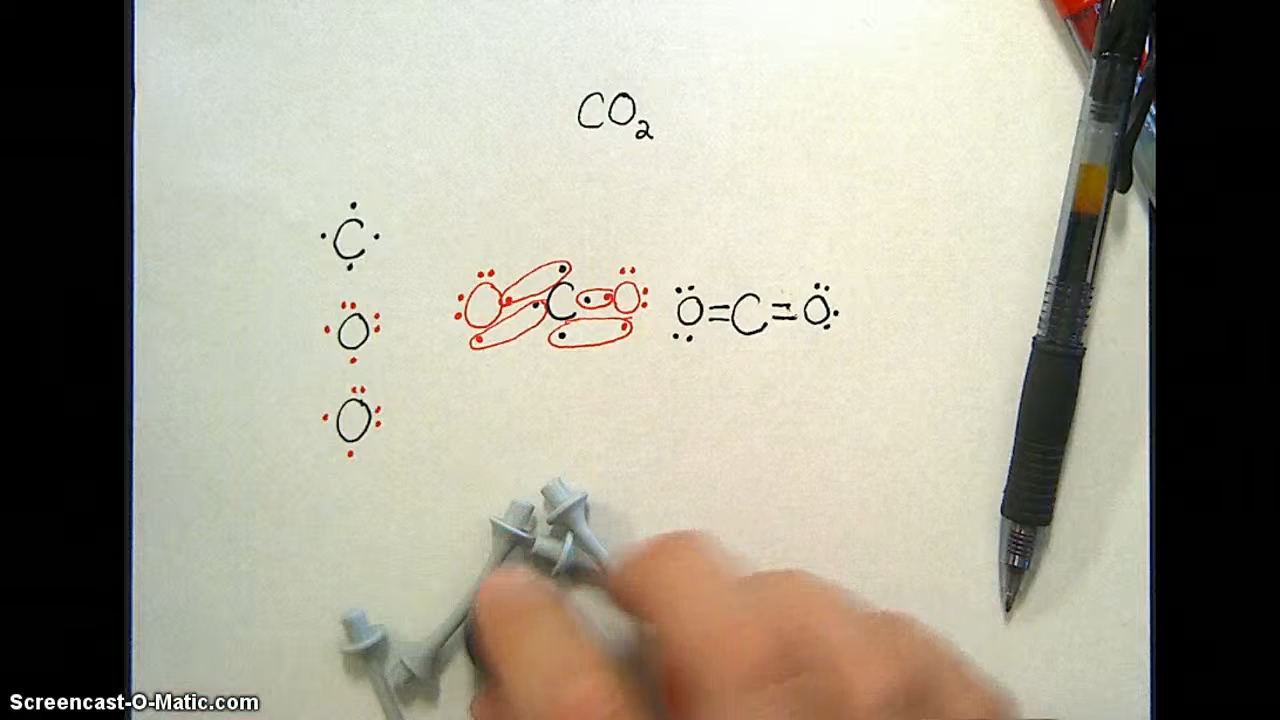 CO₂
C
O
O
O C O
O=C=O
Screencast-O-Matic.com